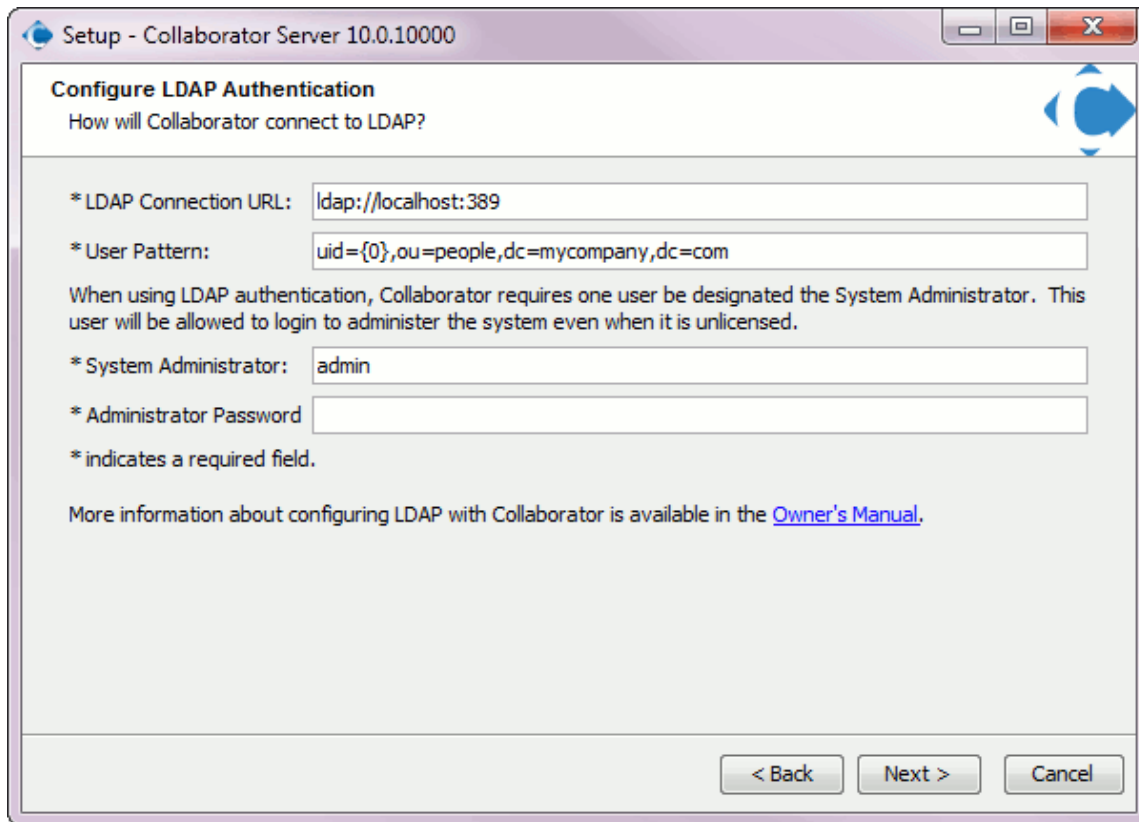 Setup - Collaborator Server 10.0.10000
Configure LDAP Authentication
How will Collaborator connect to LDAP?
* LDAP Connection URL: ldap://localhost:389
* User Pattern: uid={0},ou=people,dc=mycompany,dc=com
When using LDAP authentication, Collaborator requires one user be designated the System Administrator. This
user will be allowed to login to administer the system even when it is unlicensed.
* System Administrator: admin
* Administrator Password
* indicates a required field.
More information about configuring LDAP with Collaborator is available in the Owner's Manual.
< Back Next > Cancel